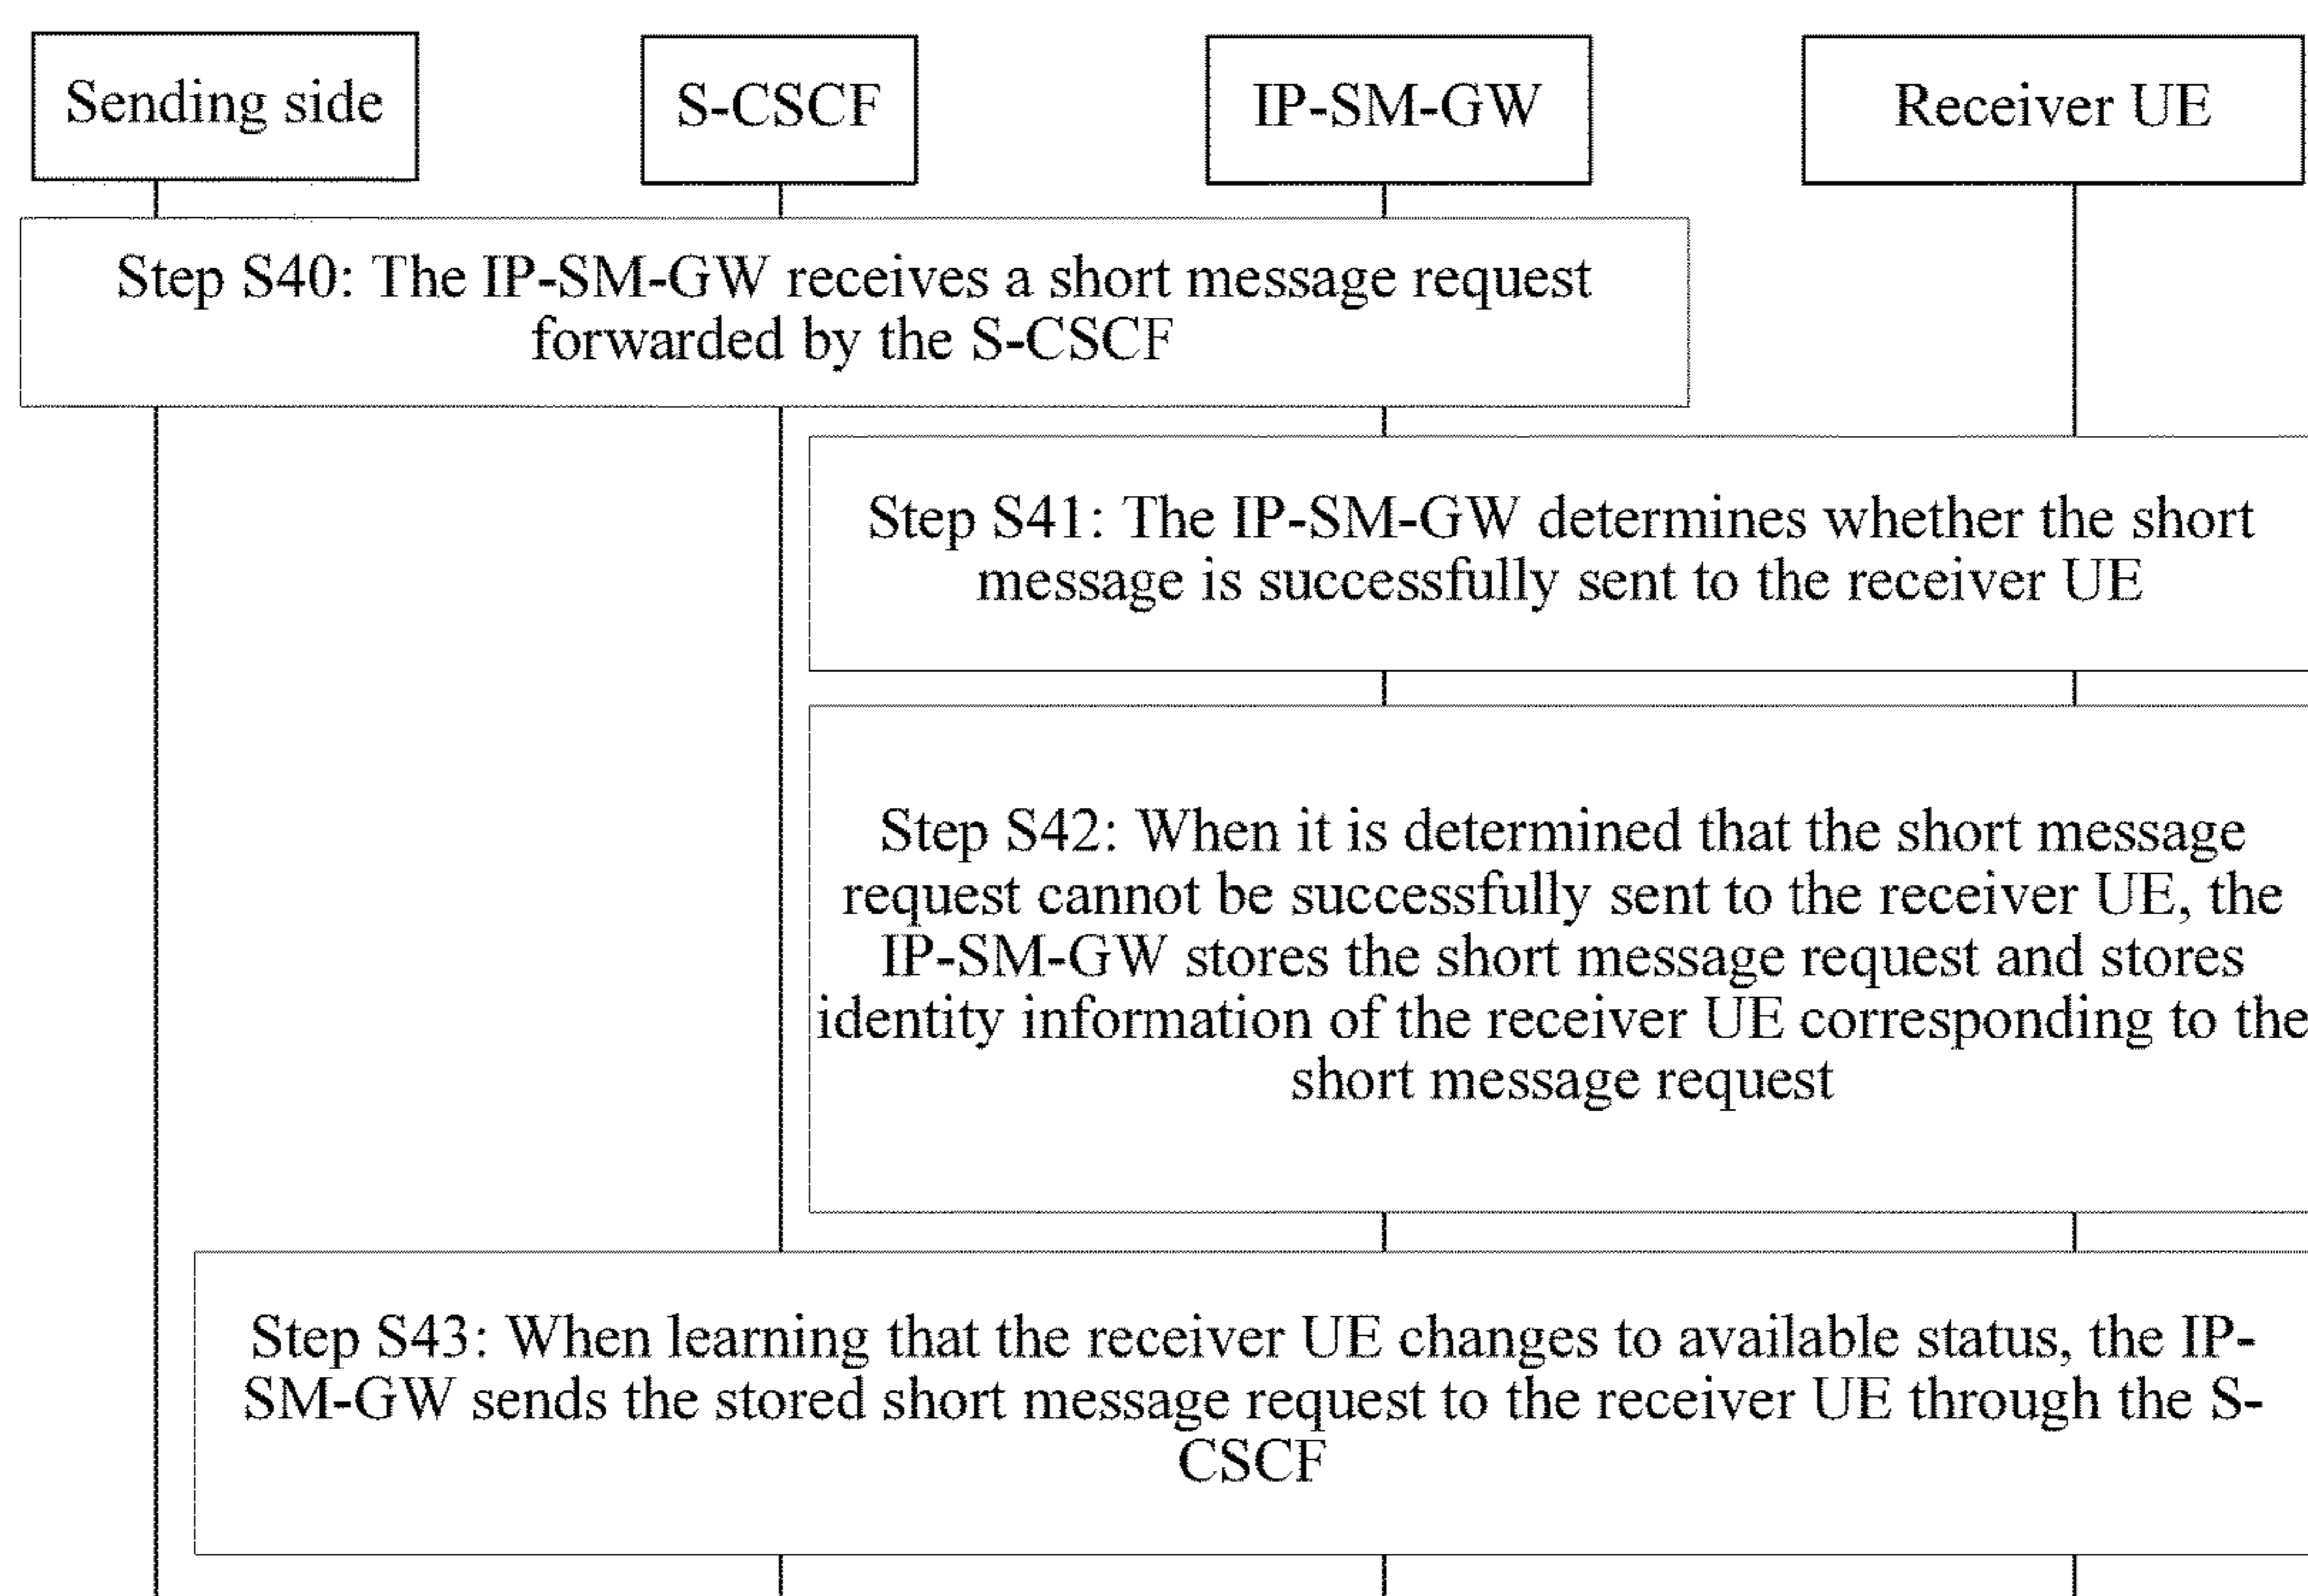 Sending side
S-CSCF
IP-SM-GW
Receiver UE
Step S40: The IP-SM-GW receives a short message request
forwarded by the S-CSCF
Step S41: The IP-SM-GW determines whether the short
message is successfully sent to the receiver UE
Step S42: When it is determined that the short message
request cannot be successfully sent to the receiver UE, the
IP-SM-GW stores the short message request and stores
identity information of the receiver UE corresponding to the
short message request
Step S43: When learning that the receiver UE changes to available status, the IP-
SM-GW sends the stored short message request to the receiver UE through the S-
CSCF